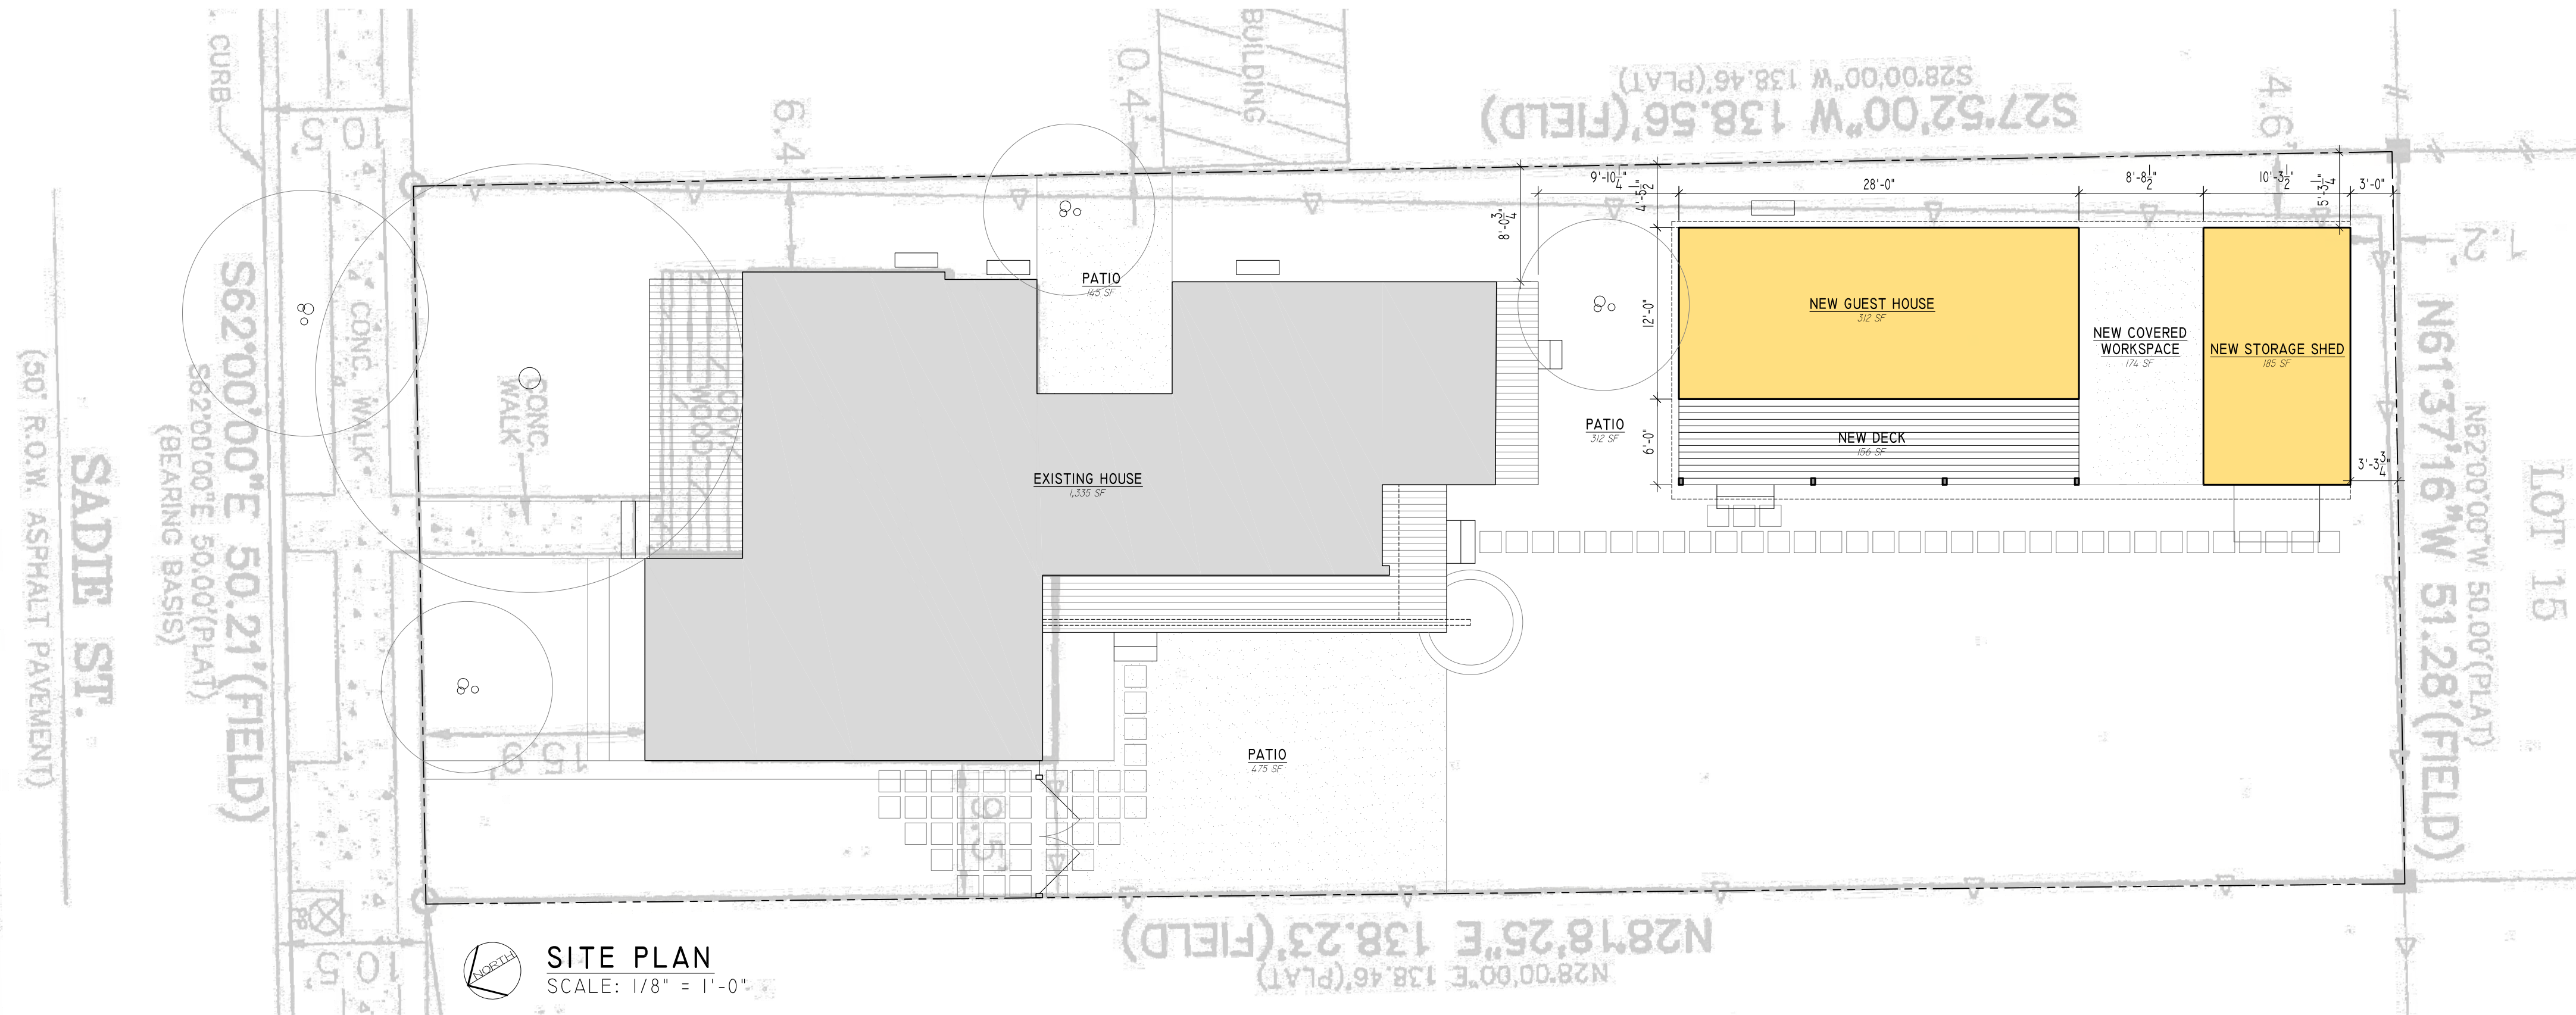 CURB
10.5'
6.4'
0.4'
BUILDING
S28°00'00"W 138.46'(PLAT)
S27°52'00"W 138.56'(FIELD)
4.6'
9'-10 1/4"
4'-5 1/2"
28'-0"
8'-8 1/2"
10'-3 1/2"
5'-3 1/4"
3'-0"
8'-0 3/4"
1.2'
PATIO
145 SF
NEW GUEST HOUSE
312 SF
12'-0"
NEW COVERED
WORKSPACE
174 SF
NEW STORAGE SHED
185 SF
PATIO
312 SF
6'-0"
NEW DECK
156 SF
3'-3 3/4"
EXISTING HOUSE
1,335 SF
COV.
WOOD
CONC.
WALK
4' CONC. WALK
S62°00'00"E 50.21'(FIELD)
S62°00'00"E 50.00'(PLAT)
(BEARING BASIS)
SADIE ST.
(50' R.O.W. ASPHALT PAVEMENT)
N61°37'16"W 51.28'(FIELD)
N62°00'00"W 50.00'(PLAT)
LOT 15
15.9'
9.5'
PATIO
475 SF
PP
10.5'
N28°18'25"E 138.23'(FIELD)
N28°00'00"E 138.46'(PLAT)
NORTH
SITE PLAN
SCALE: 1/8" = 1'-0"